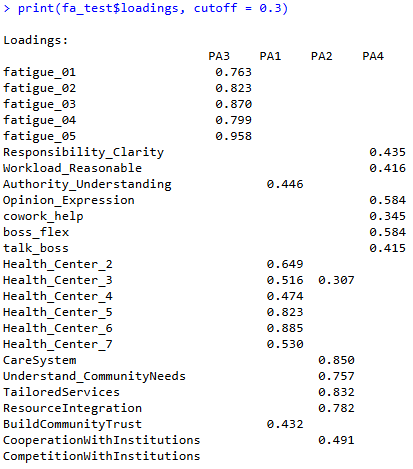 > print(fa_test$loadings, cutoff = 0.3)
Loadings:
PA3 PA1 PA2 PA4
fatigue_01 0.763
fatigue_02 0.823
fatigue_03 0.870
fatigue_04 0.799
fatigue_05 0.958
Responsibility_Clarity 0.435
Workload_Reasonable 0.416
Authority_Understanding 0.446
Opinion_Expression 0.584
cowork_help 0.345
boss_flex 0.584
talk_boss 0.415
Health_Center_2 0.649
Health_Center_3 0.516 0.307
Health_Center_4 0.474
Health_Center_5 0.823
Health_Center_6 0.885
Health_Center_7 0.530
CareSystem 0.850
Understand_CommunityNeeds 0.757
TailoredServices 0.832
ResourceIntegration 0.782
BuildCommunityTrust 0.432
CooperationWithInstitutions 0.491
CompetitionWithInstitutions